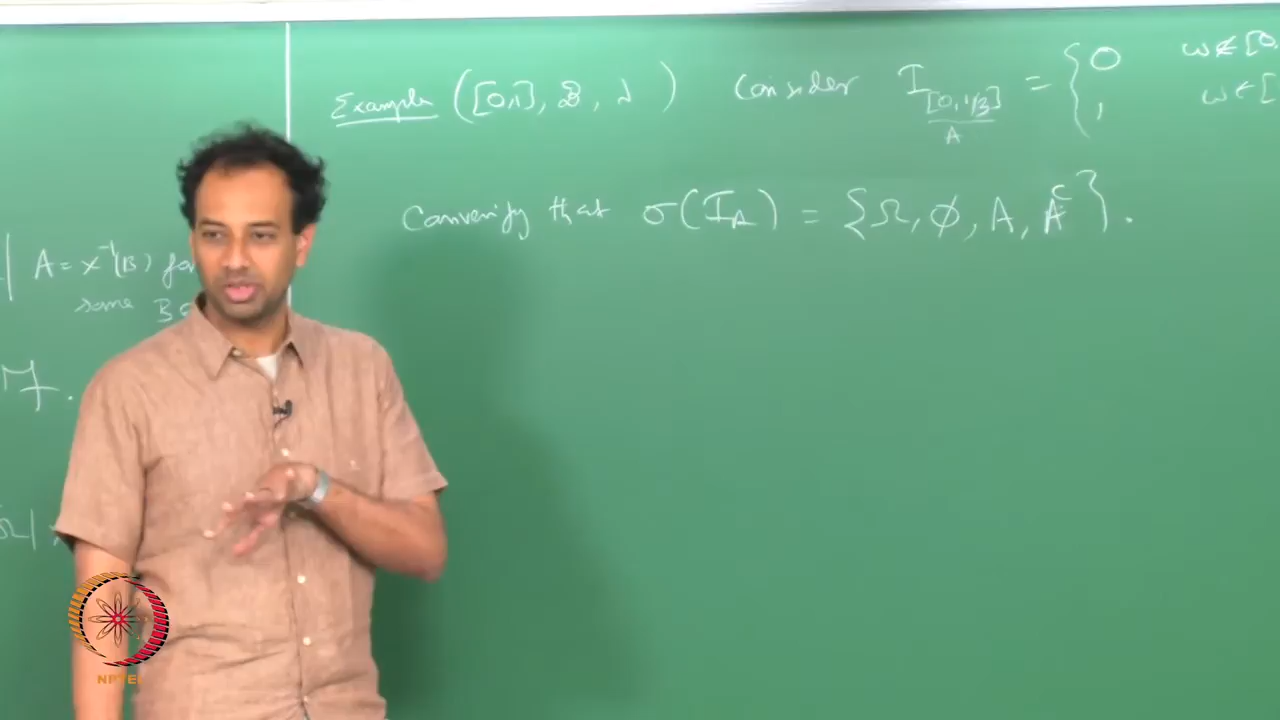 A = X⁻¹(B) for
some B
Ω |
Example ([0,1], ℬ, λ) Consider I_[0,1/3] = { 0 ω ∉ [0,
A 1 ω ∈ [
Can verify that σ(I_A) = {Ω, ∅, A, Aᶜ}.
NPTEL